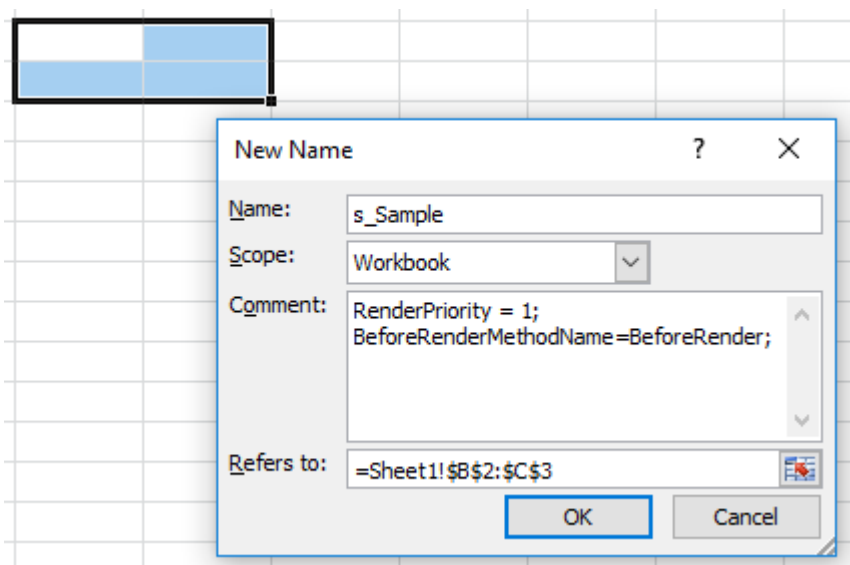 New Name ?
Name: s_Sample
Scope: Workbook
Comment: RenderPriority = 1;
BeforeRenderMethodName=BeforeRender;
Refers to: =Sheet1!$B$2:$C$3
OK Cancel